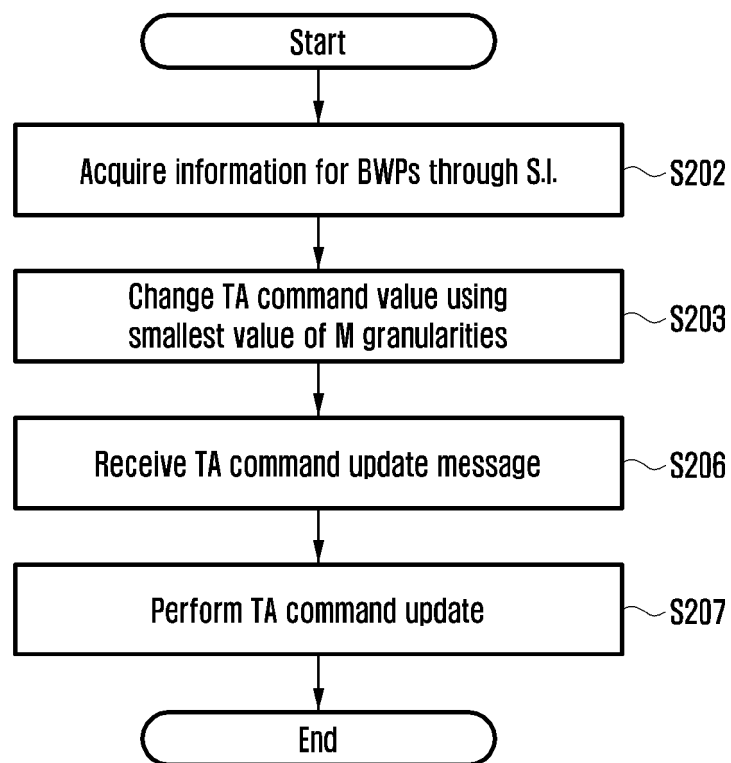 Start
Acquire information for BWPs through S.I.
S202
Change TA command value using
smallest value of M granularities
S203
Receive TA command update message
S206
Perform TA command update
S207
End